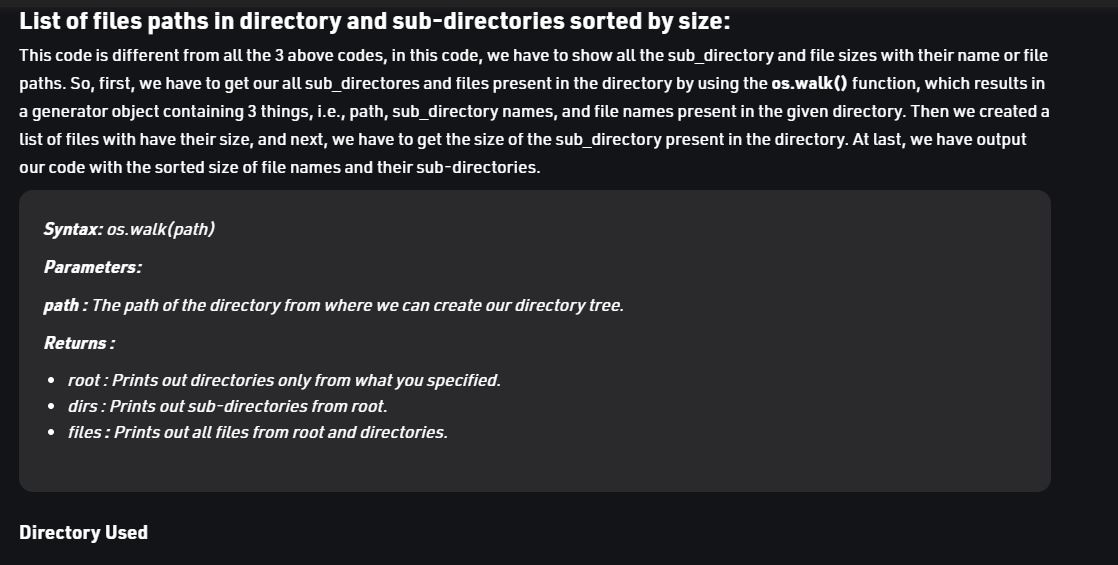 List of files paths in directory and sub-directories sorted by size:
This code is different from all the 3 above codes, in this code, we have to show all the sub_directory and file sizes with their name or file
paths. So, first, we have to get our all sub_directores and files present in the directory by using the os.walk() function, which results in
a generator object containing 3 things, i.e., path, sub_directory names, and file names present in the given directory. Then we created a
list of files with have their size, and next, we have to get the size of the sub_directory present in the directory. At last, we have output
our code with the sorted size of file names and their sub-directories.
Syntax: os.walk(path)
Parameters:
path : The path of the directory from where we can create our directory tree.
Returns :
• root : Prints out directories only from what you specified.
• dirs : Prints out sub-directories from root.
• files : Prints out all files from root and directories.
Directory Used